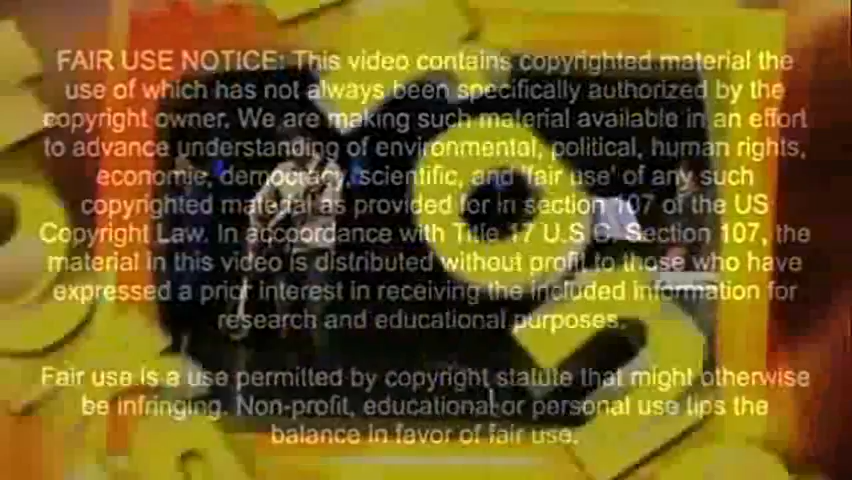 FAIR USE NOTICE: This video contains copyrighted material the
use of which has not always been specifically authorized by the
copyright owner. We are making such material available in an effort
to advance understanding of environmental, political, human rights,
economic, democracy, scientific, and 'fair use' of any such
copyrighted material as provided for in section 107 of the US
Copyright Law. In accordance with Title 17 U.S.C. Section 107, the
material in this video is distributed without profit to those who have
expressed a prior interest in receiving the included information for
research and educational purposes.
Fair use is a use permitted by copyright statute that might otherwise
be infringing. Non-profit, educational or personal use tips the
balance in favor of fair use.